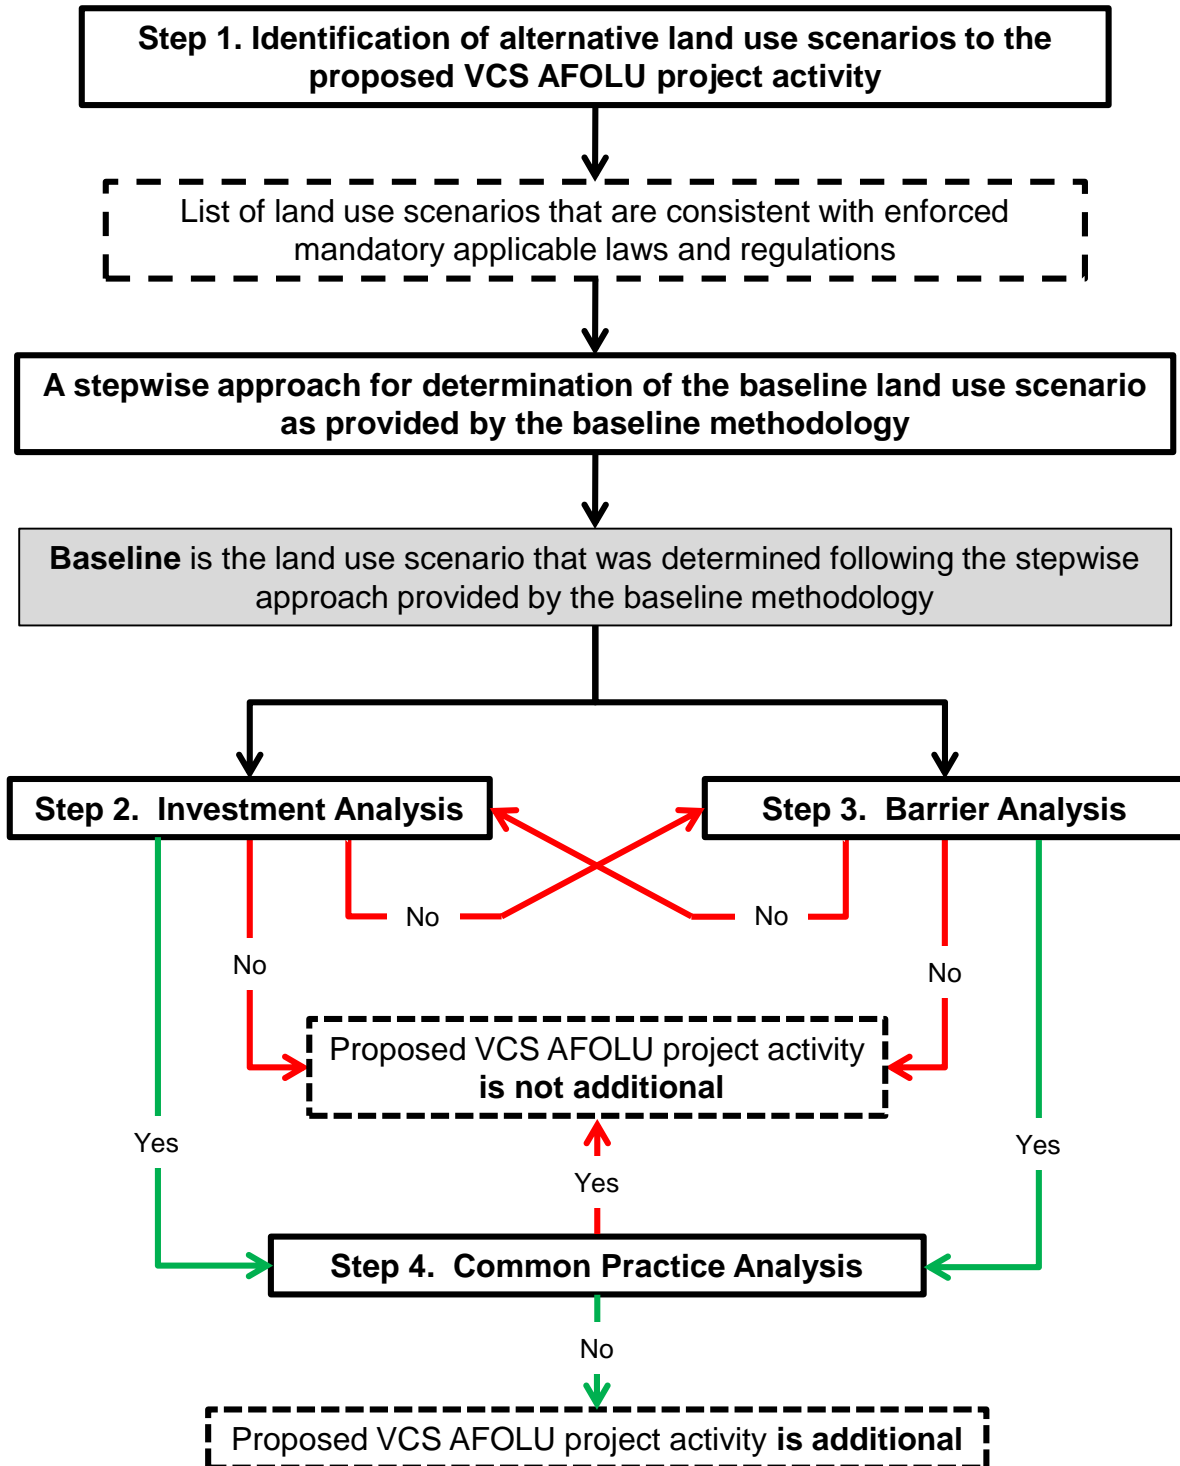 Step 1. Identification of alternative land use scenarios to the
proposed VCS AFOLU project activity
List of land use scenarios that are consistent with enforced
mandatory applicable laws and regulations
A stepwise approach for determination of the baseline land use scenario
as provided by the baseline methodology
Baseline is the land use scenario that was determined following the stepwise
approach provided by the baseline methodology
Step 2. Investment Analysis
Step 3. Barrier Analysis
No
No
No
No
Proposed VCS AFOLU project activity
is not additional
Yes
Yes
Yes
Step 4. Common Practice Analysis
No
Proposed VCS AFOLU project activity is additional